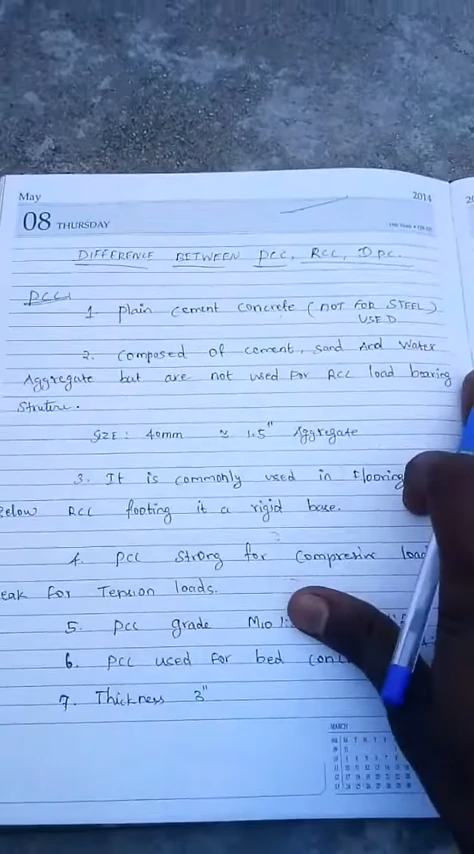 May 2014
08 THURSDAY
DIFFERENCE BETWEEN PCC, RCC, DPC.
PCC
1. Plain cement concrete (NOT FOR STEEL)
USED
2. composed of cement, sand And Water
Aggregate but are not used For RCC load bearing
Struture.
SIZE: 40mm ≈ 1.5" Aggregate
3. It is commonly used in Flooring
Below RCC footing it a rigid base.
4. PCC strong for compresive load
eak for Tension loads.
5. PCC grade M10
6. PCC used For bed
7. Thickness 3"
MARCH